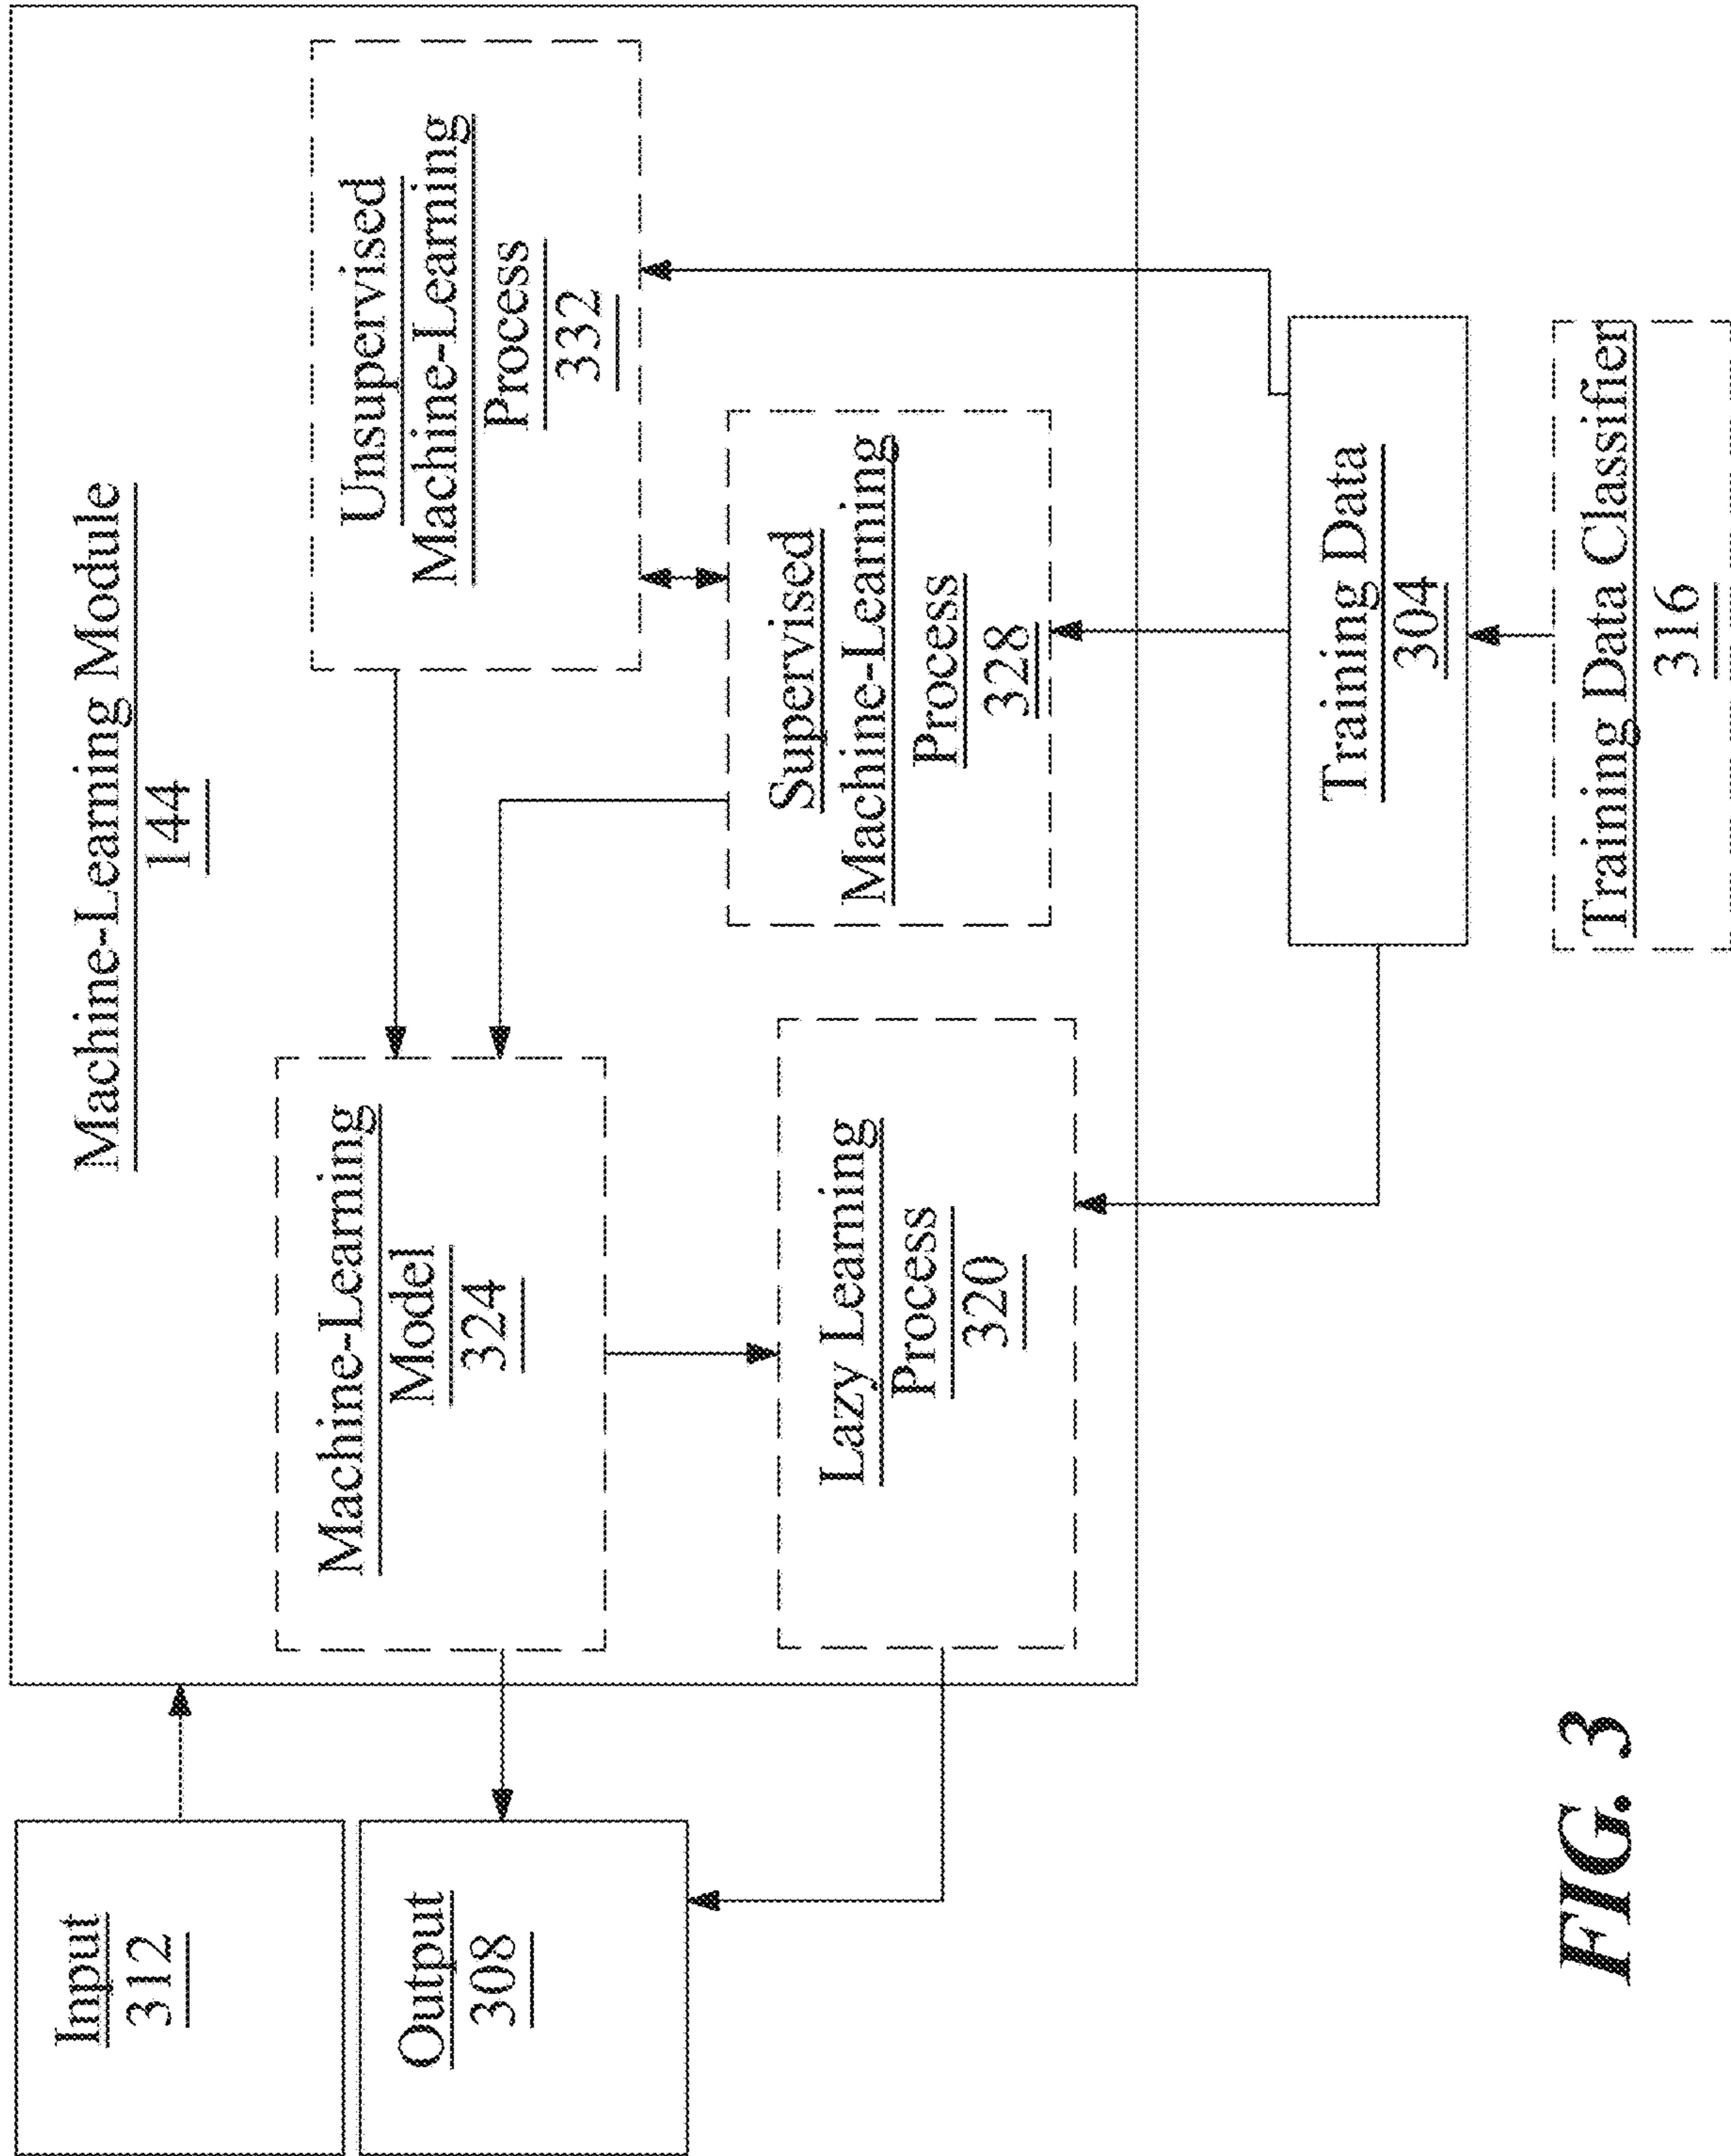 Machine-Learning Module
144
Input
312
Output
308
Machine-Learning
Model
324
Unsupervised
Machine-Learning
Process
332
Lazy Learning
Process
320
Supervised
Machine-Learning
Process
328
Training Data
304
Training Data Classifier
316
FIG. 3